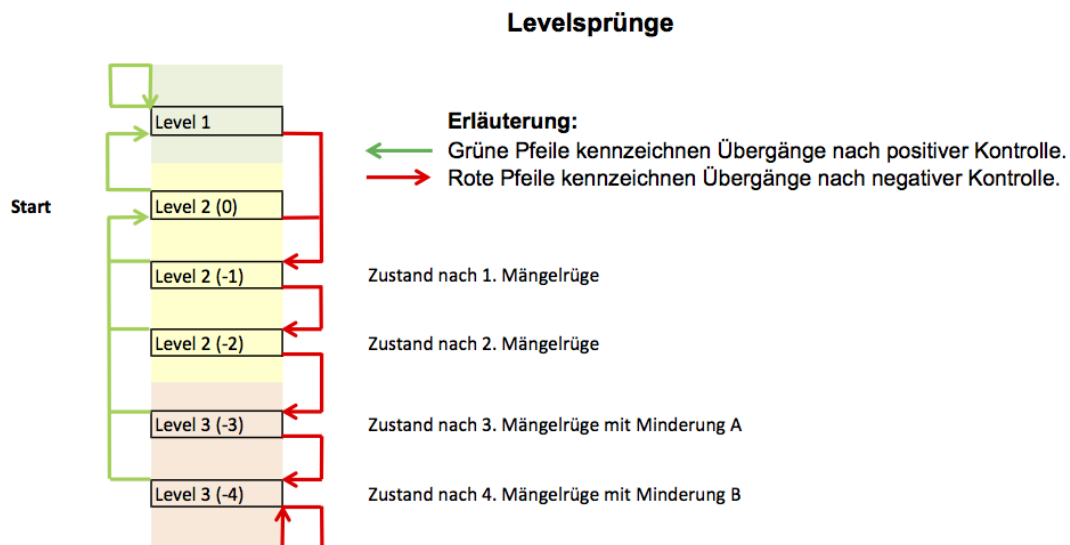 Levelsprünge
Level 1
Erläuterung:
Grüne Pfeile kennzeichnen Übergänge nach positiver Kontrolle.
Rote Pfeile kennzeichnen Übergänge nach negativer Kontrolle.
Start
Level 2 (0)
Level 2 (-1)
Zustand nach 1. Mängelrüge
Level 2 (-2)
Zustand nach 2. Mängelrüge
Level 3 (-3)
Zustand nach 3. Mängelrüge mit Minderung A
Level 3 (-4)
Zustand nach 4. Mängelrüge mit Minderung B